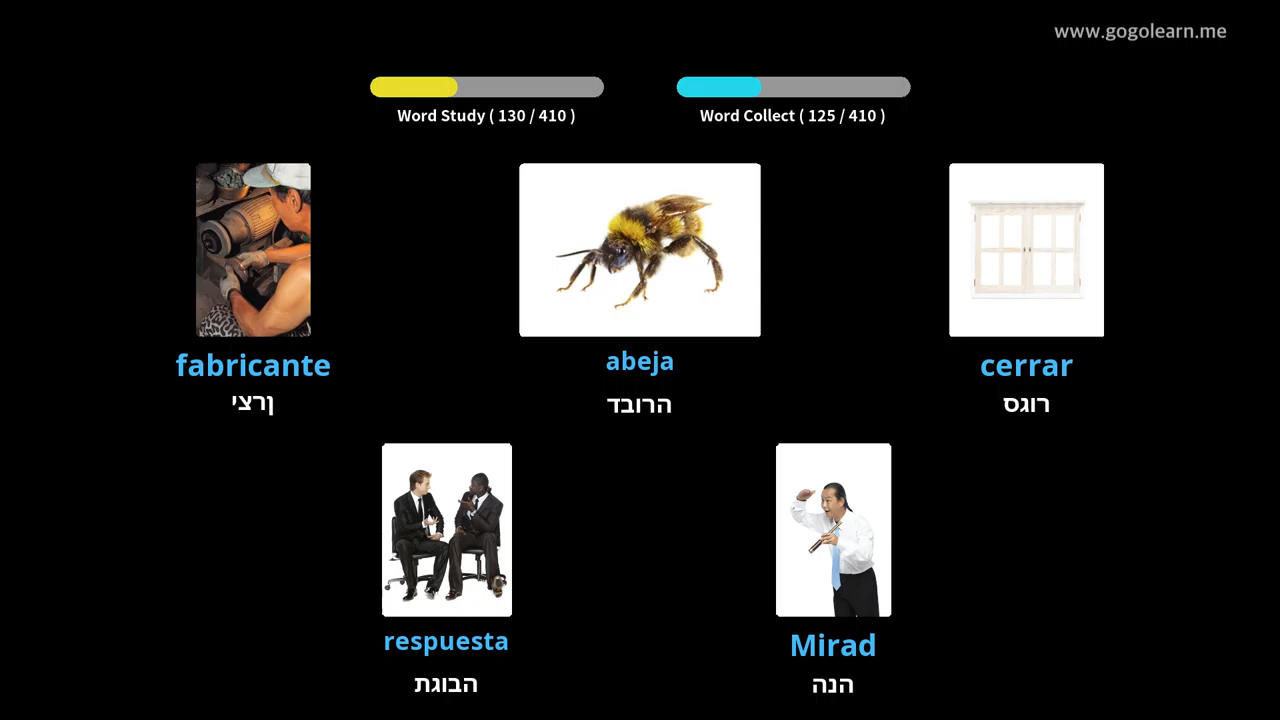 www.gogolearn.me
Word Study ( 130 / 410 )
Word Collect ( 125 / 410 )
fabricante
ןרצי
abeja
הרובד
cerrar
רוגס
respuesta
הבוגת
Mirad
הנה